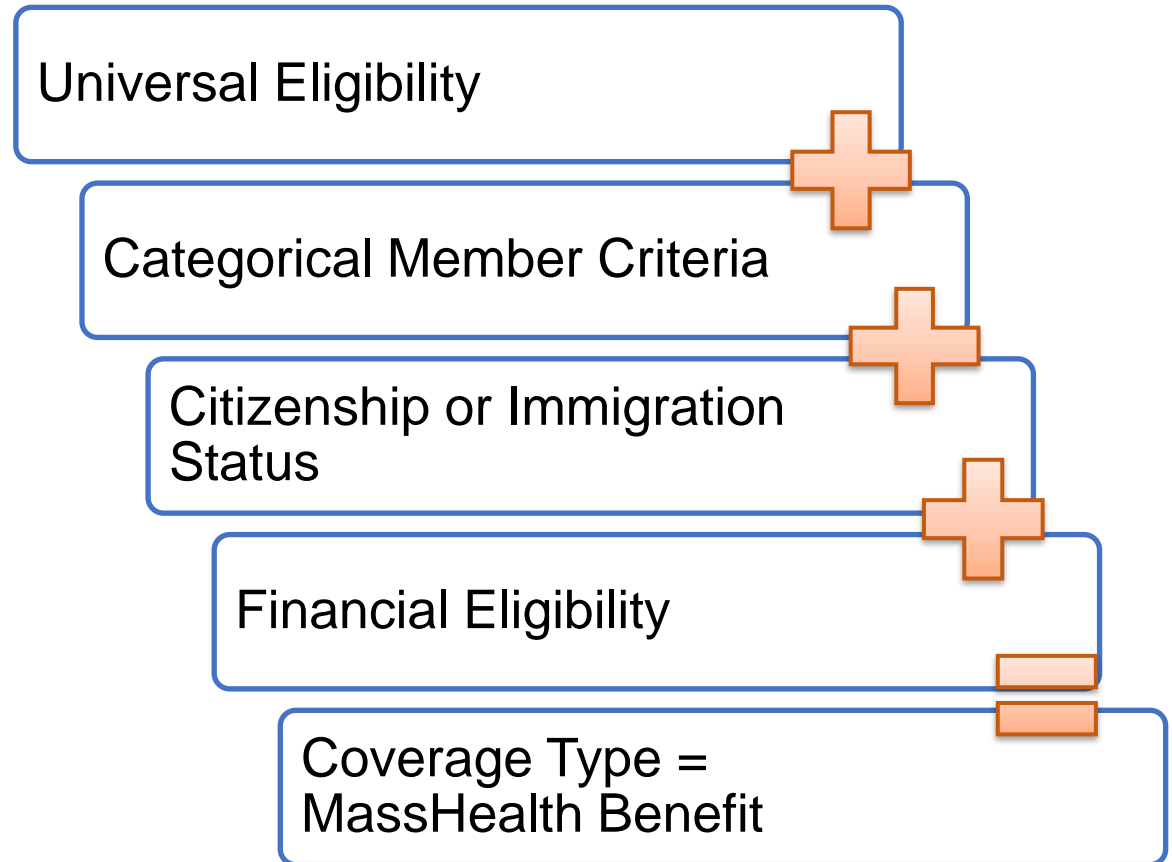 Universal Eligibility
Categorical Member Criteria
Citizenship or Immigration
Status
Financial Eligibility
Coverage Type =
MassHealth Benefit